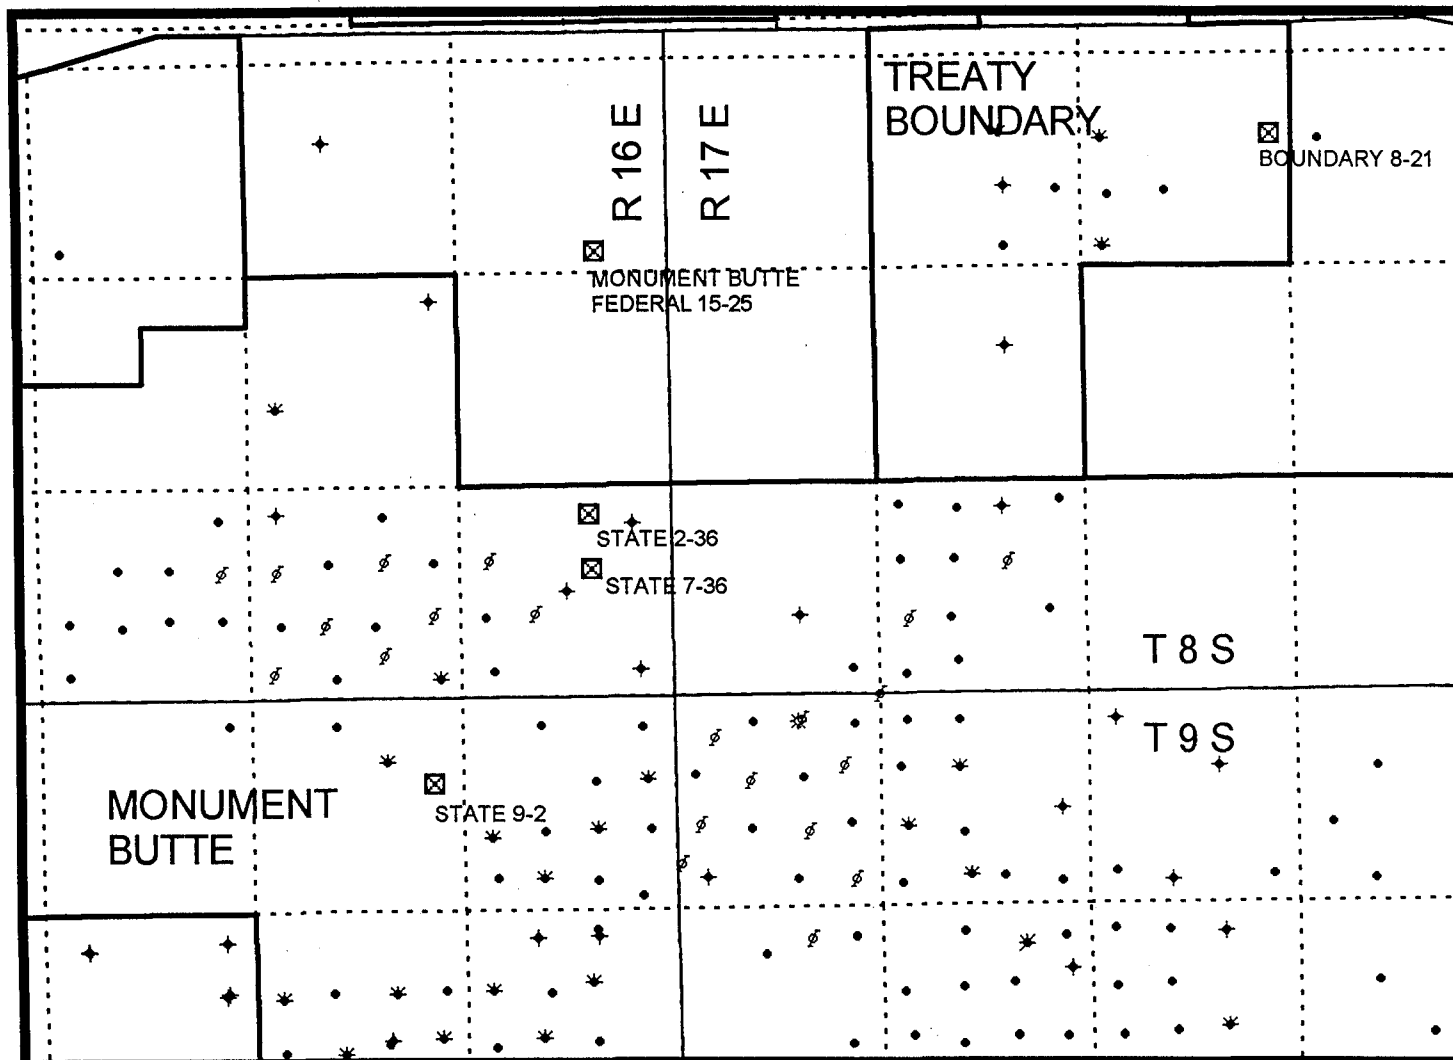 TREATY
BOUNDARY
R 16 E
R 17 E
BOUNDARY 8-21
MONUMENT BUTTE
FEDERAL 15-25
STATE 2-36
STATE 7-36
T 8 S
T 9 S
MONUMENT
BUTTE
STATE 9-2